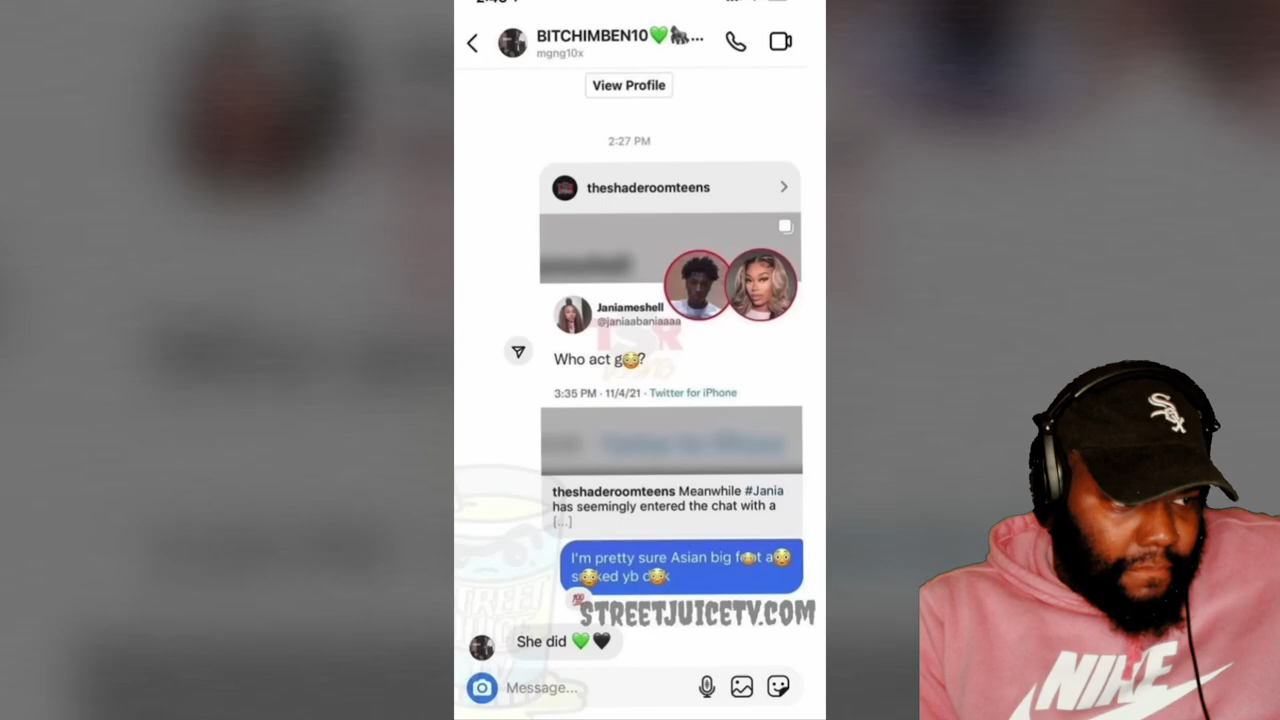 BITCHIMBEN10💚🦍...
mgng10x
View Profile
2:27 PM
theshaderoomteens
Janiameshell
@janiaabaniaaaa
Who act g😳?
3:35 PM · 11/4/21 · Twitter for iPhone
theshaderoomteens Meanwhile #Jania
has seemingly entered the chat with a
[...]
I'm pretty sure Asian big f😳t a😳
s😳ked yb d😳k
💯
STREETJUICETV.COM
She did 💚🖤
Message...
NIKE